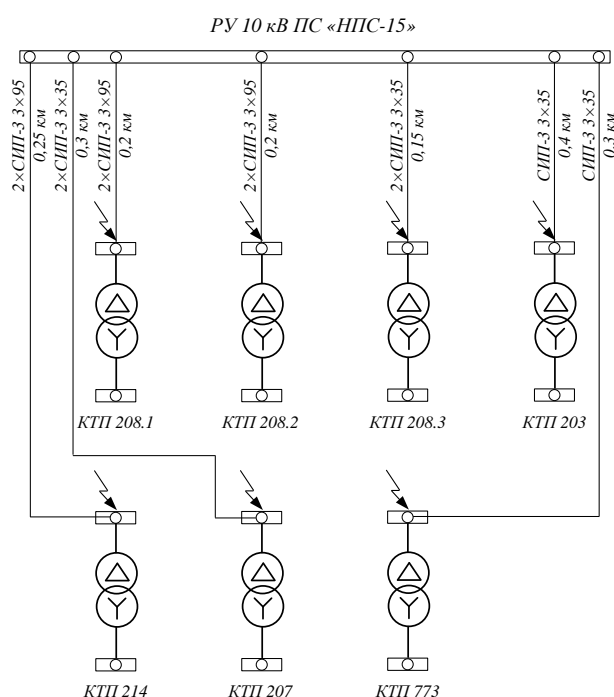 РУ 10 кВ ПС «НПС-15»
2×СИП-3 3×95
0,25 км
2×СИП-3 3×35
0,3 км
2×СИП-3 3×95
0,2 км
2×СИП-3 3×95
0,2 км
2×СИП-3 3×35
0,15 км
СИП-3 3×35
0,4 км
СИП-3 3×35
0,3 км
КТП 208.1
КТП 208.2
КТП 208.3
КТП 203
КТП 214
КТП 207
КТП 773